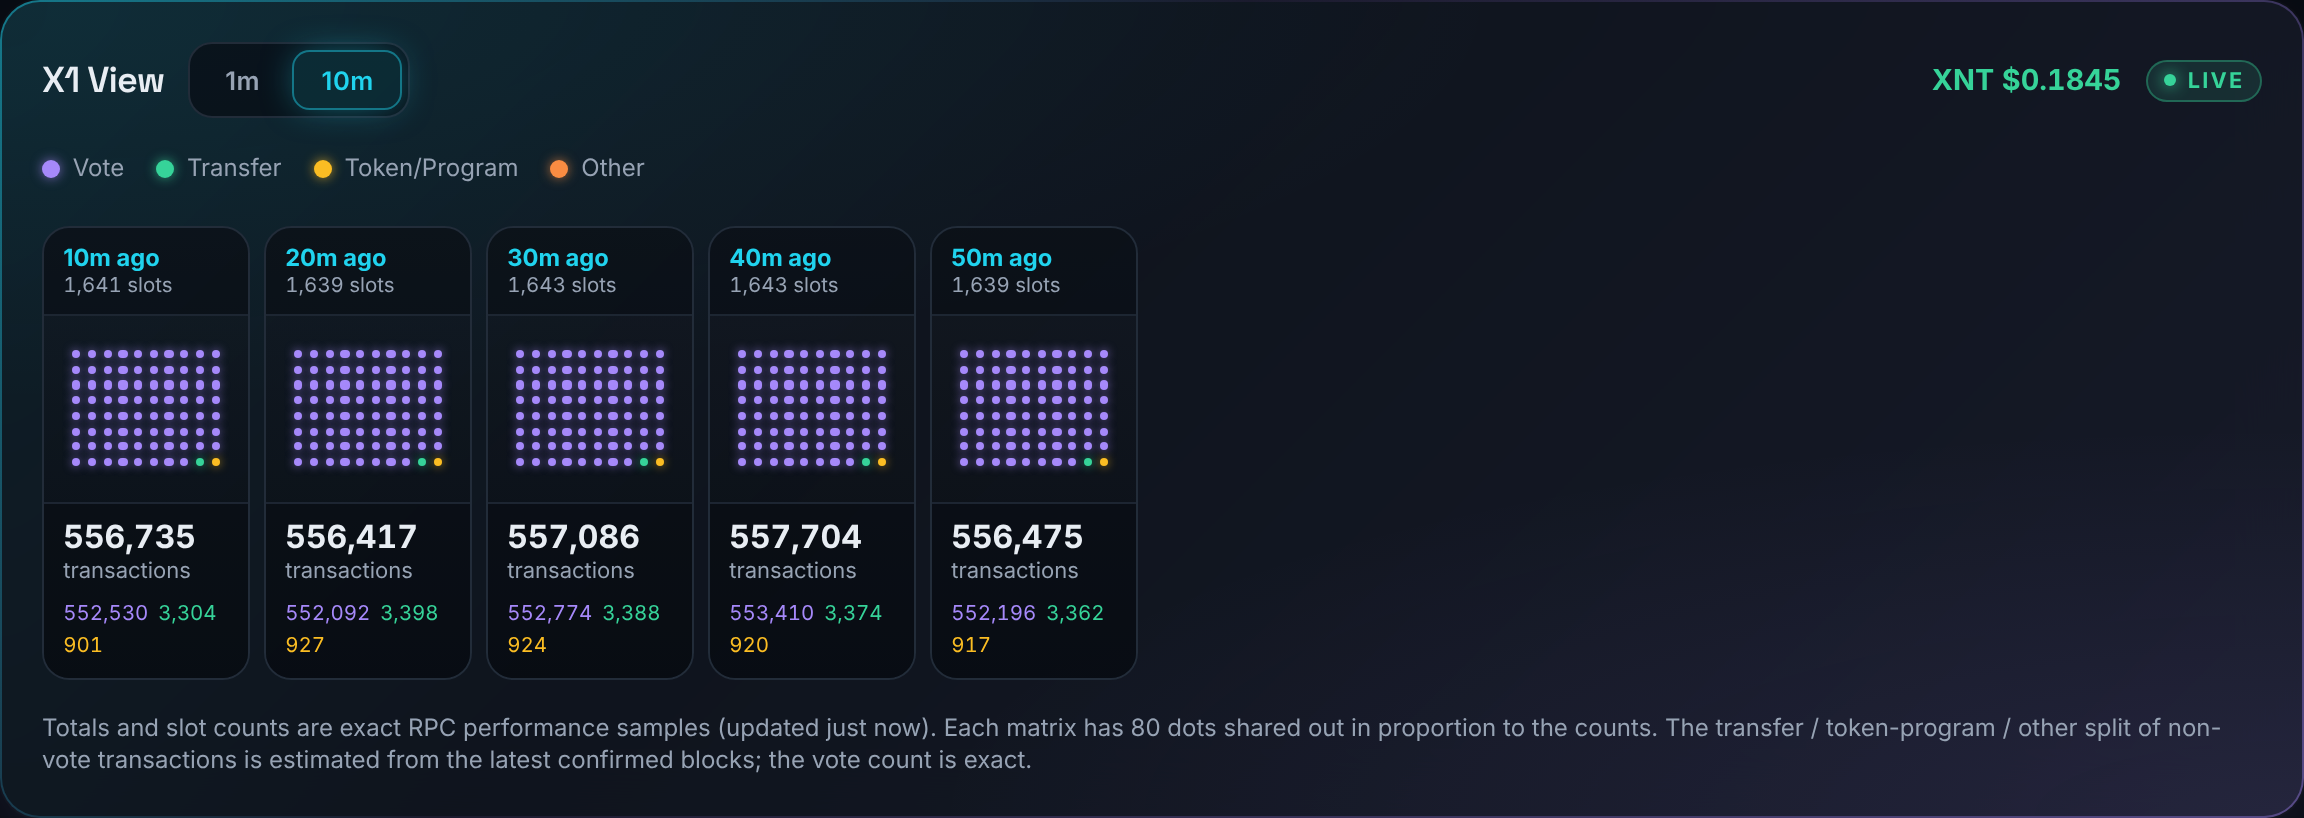 X1 View
1m
10m
XNT $0.1845
LIVE
Vote
Transfer
Token/Program
Other
10m ago
1,641 slots
556,735
transactions
552,530 3,304
901
20m ago
1,639 slots
556,417
transactions
552,092 3,398
927
30m ago
1,643 slots
557,086
transactions
552,774 3,388
924
40m ago
1,643 slots
557,704
transactions
553,410 3,374
920
50m ago
1,639 slots
556,475
transactions
552,196 3,362
917
Totals and slot counts are exact RPC performance samples (updated just now). Each matrix has 80 dots shared out in proportion to the counts. The transfer / token-program / other split of non-
vote transactions is estimated from the latest confirmed blocks; the vote count is exact.